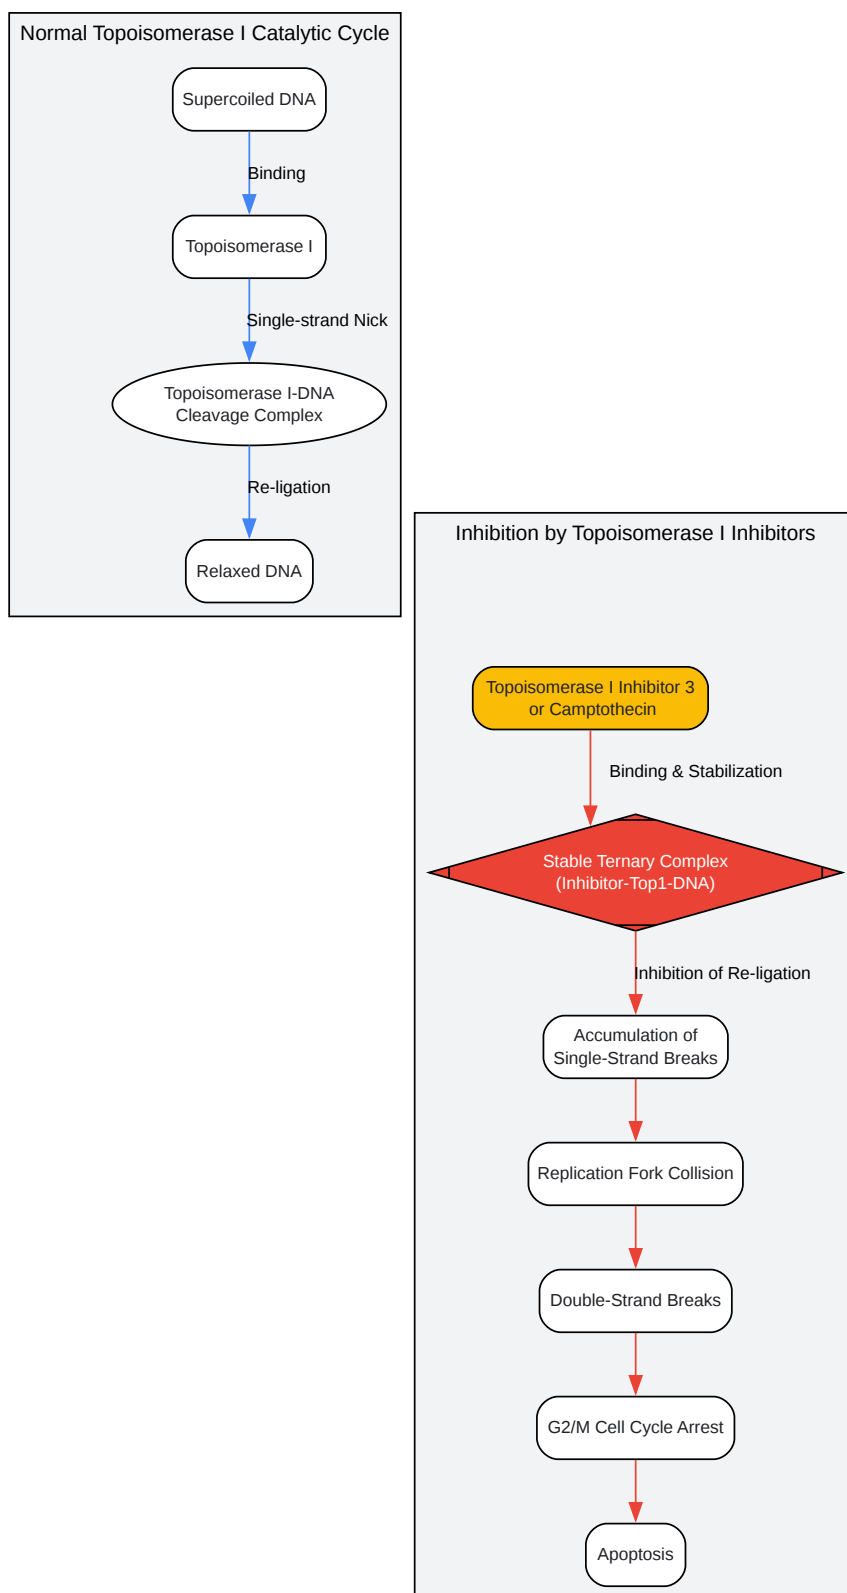 Normal Topoisomerase I Catalytic Cycle
Supercoiled DNA
Binding
Topoisomerase I
Single-strand Nick
Topoisomerase I-DNA
Cleavage Complex
Re-ligation
Relaxed DNA
Inhibition by Topoisomerase I Inhibitors
Topoisomerase I Inhibitor 3
or Camptothecin
Binding & Stabilization
Stable Ternary Complex
(Inhibitor-Top1-DNA)
Inhibition of Re-ligation
Accumulation of
Single-Strand Breaks
Replication Fork Collision
Double-Strand Breaks
G2/M Cell Cycle Arrest
Apoptosis